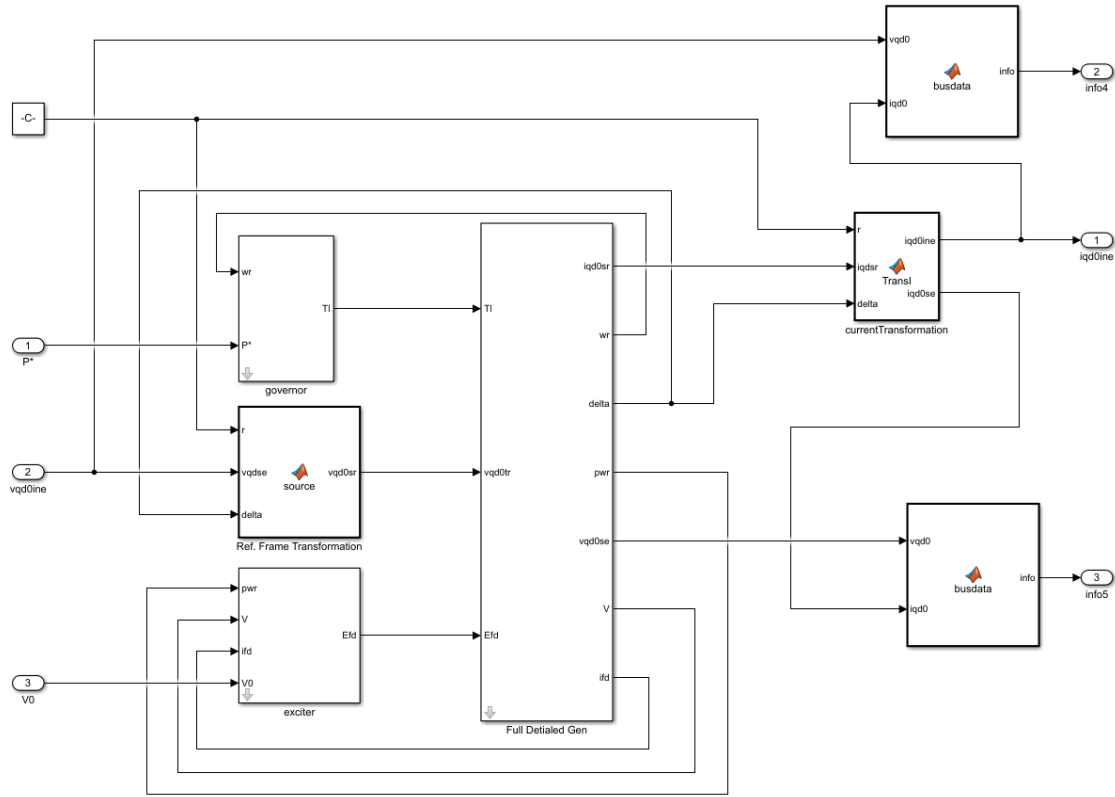 vqd0
iqd0
busdata
info
2
info4
-C-
r
iqdsr
delta
TransI
iqd0ine
iqd0se
currentTransformation
1
iqd0ine
wr
P*
Tl
governor
1
P*
r
vqdse
delta
source
vqd0sr
Ref. Frame Transformation
2
vqd0ine
pwr
V
ifd
V0
Efd
exciter
3
V0
Tl
vqd0tr
Efd
iqd0sr
wr
delta
pwr
vqd0se
V
ifd
Full Detialed Gen
vqd0
iqd0
busdata
info
3
info5